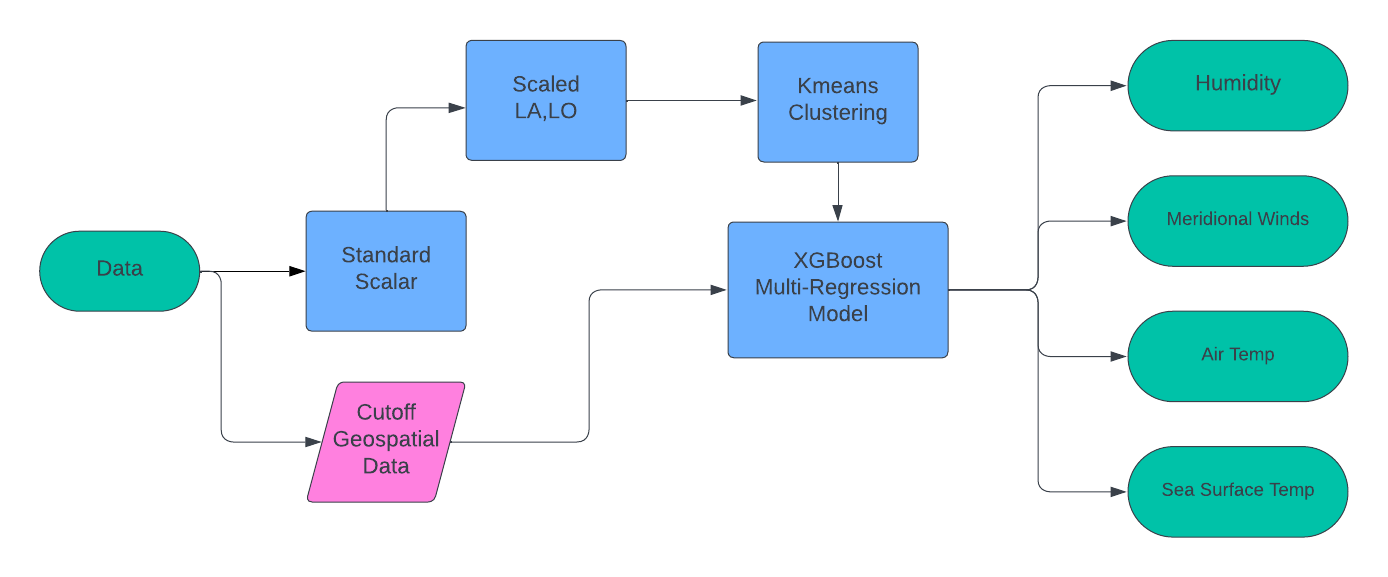 Data
Standard
Scalar
Scaled
LA,LO
Kmeans
Clustering
Cutoff
Geospatial
Data
XGBoost
Multi-Regression
Model
Humidity
Meridional Winds
Air Temp
Sea Surface Temp